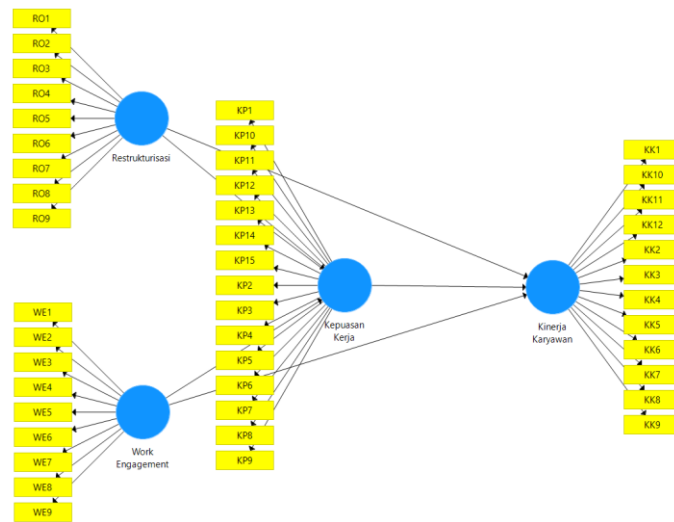 RO1
RO2
RO3
RO4
RO5
RO6
RO7
RO8
RO9
Restrukturisasi
WE1
WE2
WE3
WE4
WE5
WE6
WE7
WE8
WE9
Work
Engagement
KP1
KP10
KP11
KP12
KP13
KP14
KP15
KP2
KP3
KP4
KP5
KP6
KP7
KP8
KP9
Kepuasan
Kerja
Kinerja
Karyawan
KK1
KK10
KK11
KK12
KK2
KK3
KK4
KK5
KK6
KK7
KK8
KK9